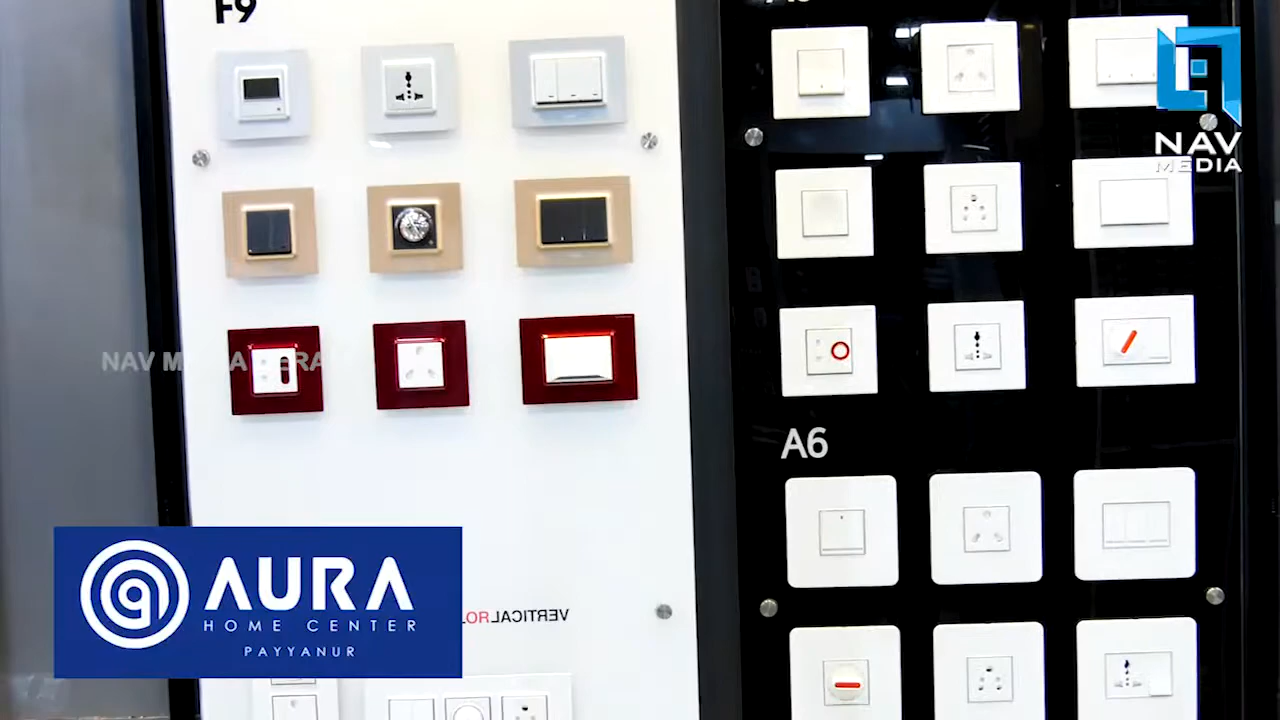 F9
NAV
MEDIA
A6
AURA
HOME CENTER
PAYYANUR
VERTICAL